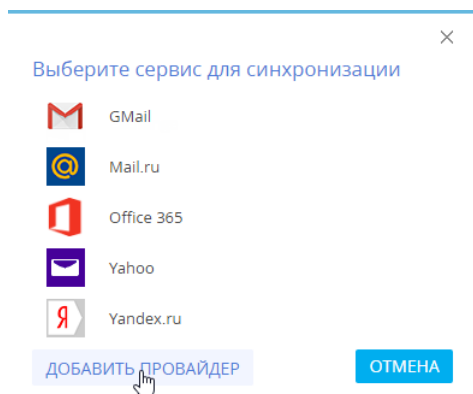 Выберите сервис для синхронизации
GMail
Mail.ru
Office 365
Yahoo
Я Yandex.ru
ДОБАВИТЬ ПРОВАЙДЕР ОТМЕНА